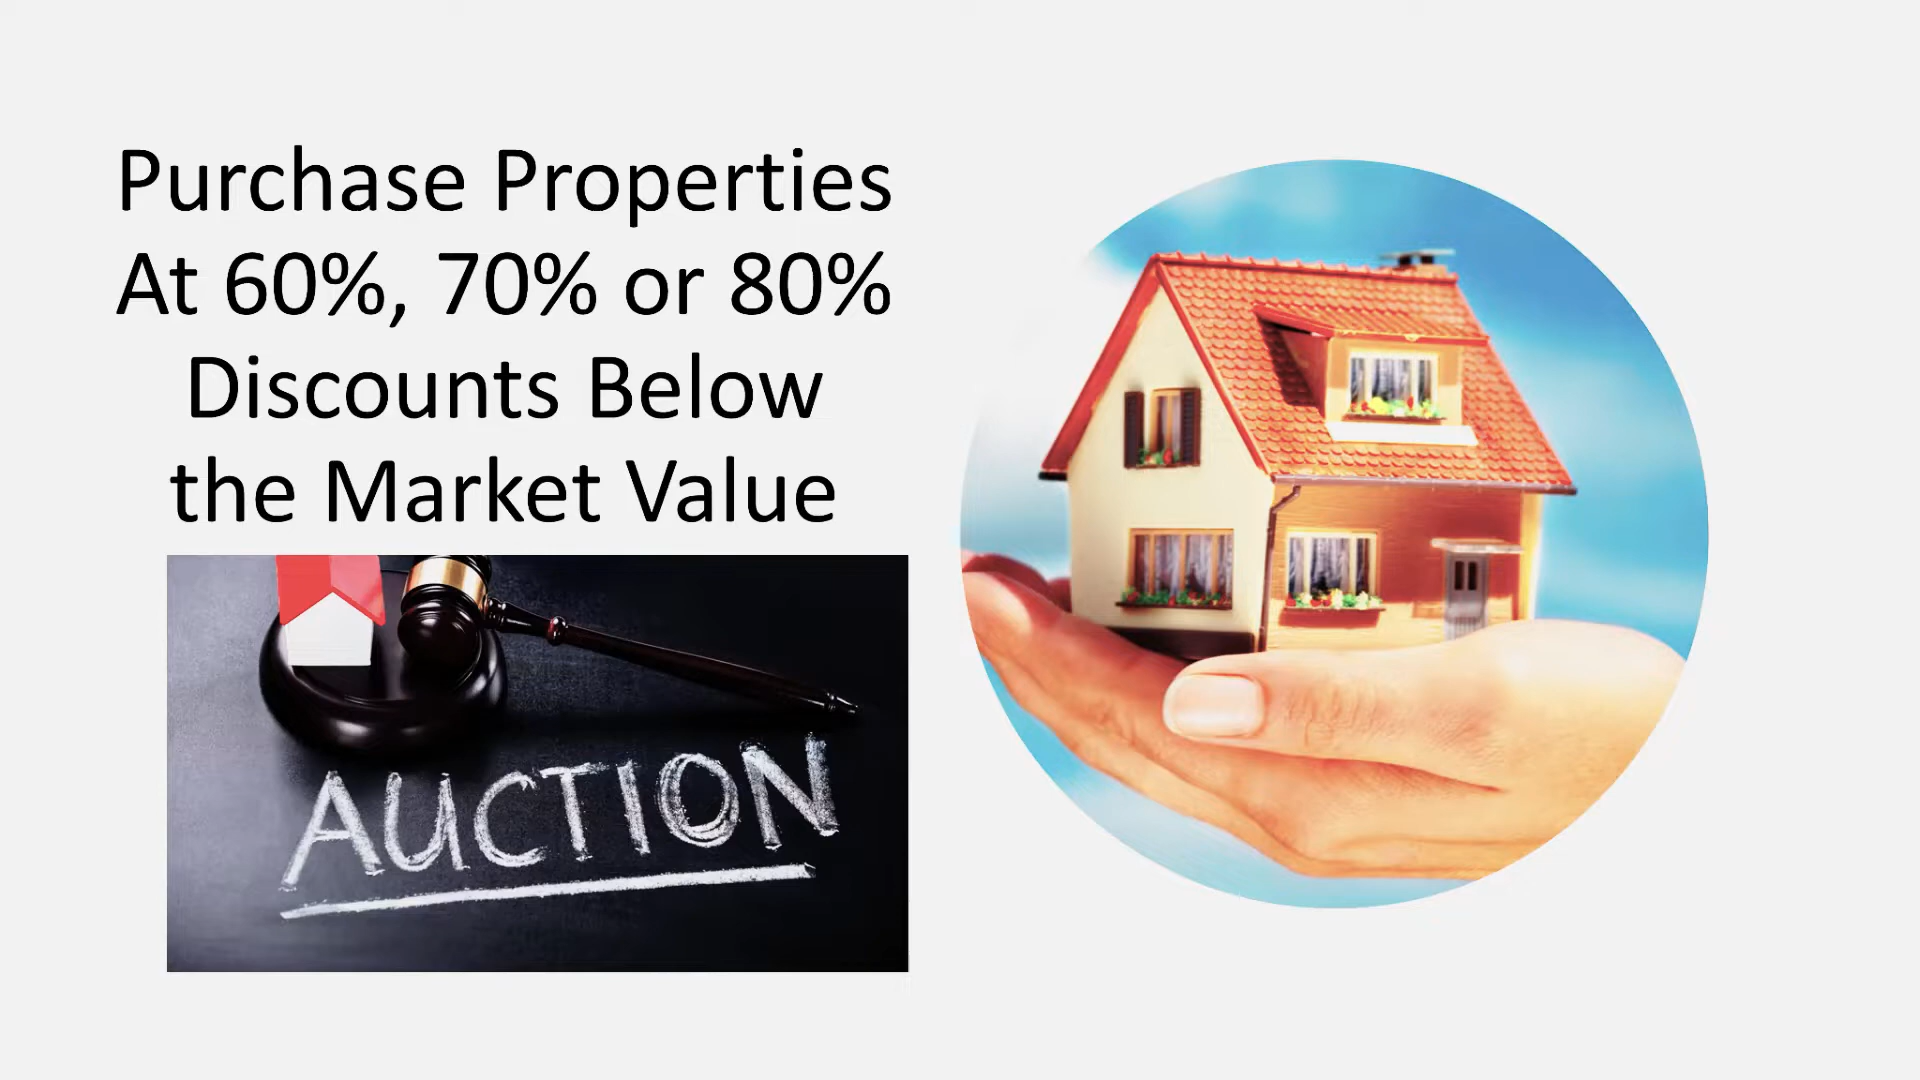 Purchase Properties
At 60%, 70% or 80%
Discounts Below
the Market Value
AUCTION